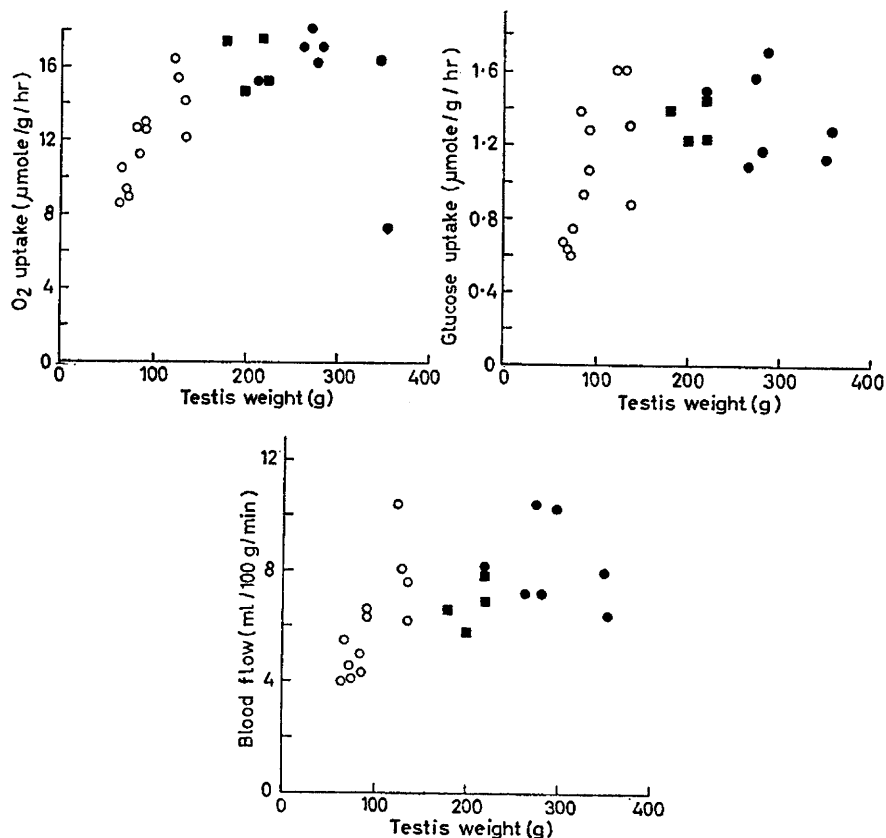 O2 uptake (μmole/g/hr)
16
12
8
4
0
0 100 200 300 400
Testis weight (g)
Glucose uptake (μmole/g/hr)
1·6
1·2
0·8
0·4
0
0 100 200 300 400
Testis weight (g)
Blood flow (ml/100 g/min)
12
8
4
0
0 100 200 300 400
Testis weight (g)